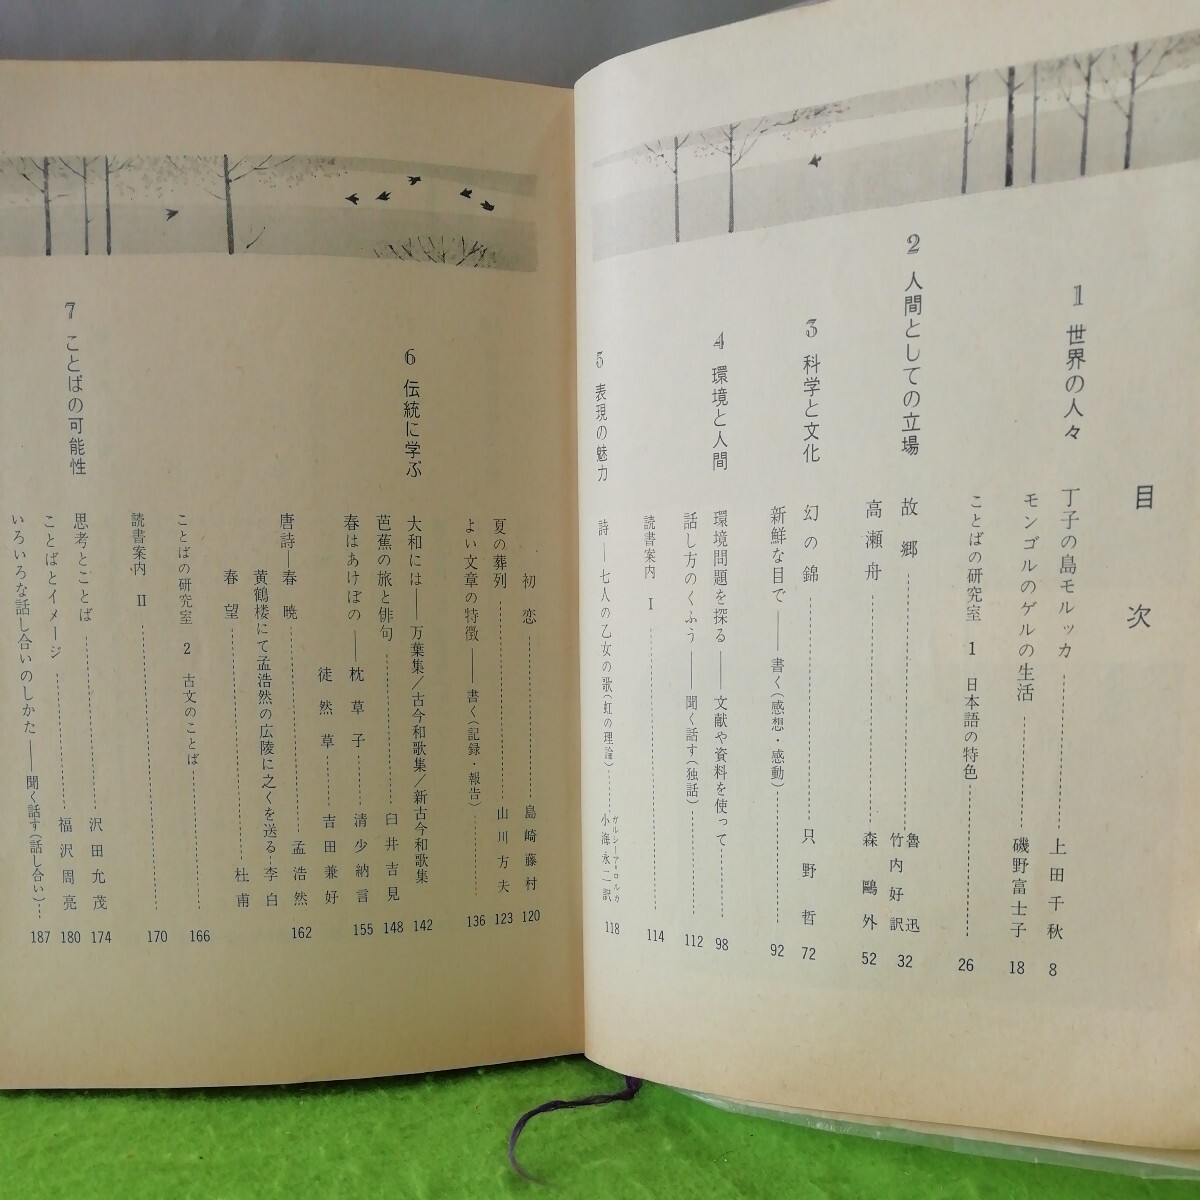 目次
1 世界の人々
丁子の島モルッカ 上田千秋 8
モンゴルのゲルの生活 磯野富士子 18
ことばの研究室 1 日本語の特色 26
2 人間としての立場
故郷 魯迅 竹内好訳 32
高瀬舟 森鷗外 52
3 科学と文化
幻の錦 只野哲 72
新鮮な目で――書く(感想・感動) 92
4 環境と人間
環境問題を探る――文献や資料を使って 98
話し方のくふう――聞く話す(独話) 112
読書案内 I 114
5 表現の魅力
詩―七人の乙女の歌(虹の理論) ガルシーア=ロルカ 小海永二訳 118
初恋 島崎藤村 120
夏の葬列 山川方夫 123
よい文章の特徴――書く(記録・報告) 136
6 伝統に学ぶ
大和には――万葉集/古今和歌集/新古今和歌集 142
芭蕉の旅と俳句 臼井吉見 148
春はあけぼの――枕草子 清少納言 155
徒然草 吉田兼好
唐詩―春暁 孟浩然 162
黄鶴楼にて孟浩然の広陵に之くを送る 李白
春望 杜甫
ことばの研究室 2 古文のことば 166
読書案内 II 170
7 ことばの可能性
思考とことば 沢田允茂 174
ことばとイメージ 福沢周亮 180
いろいろな話し合いのしかた――聞く話す(話し合い) 187